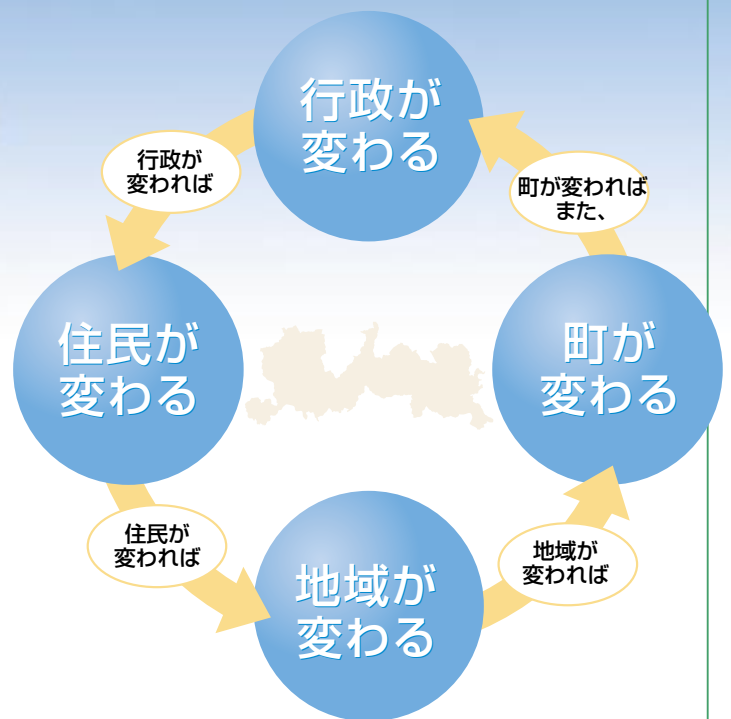 行政が
変わる
行政が
変われば
住民が
変わる
住民が
変われば
地域が
変わる
地域が
変われば
町が
変わる
町が変われば
また、